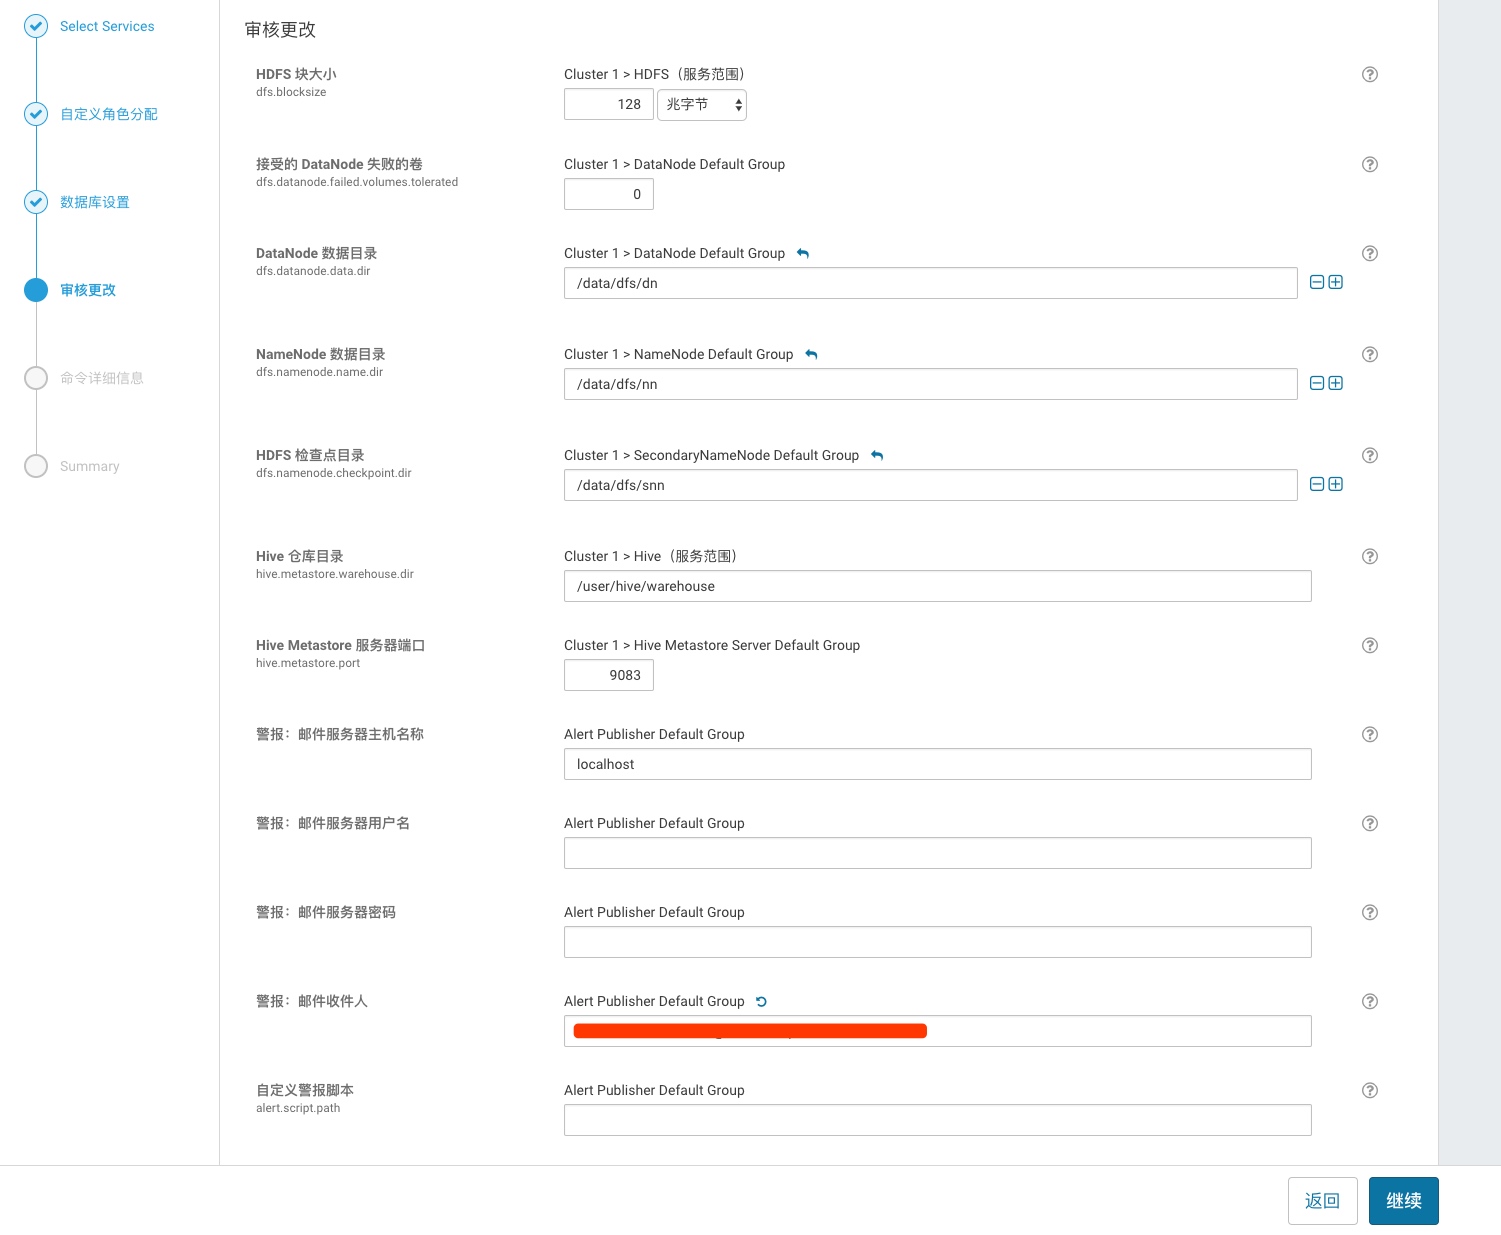 Select Services
自定义角色分配
数据库设置
审核更改
命令详细信息
Summary
审核更改
HDFS 块大小
dfs.blocksize
Cluster 1 > HDFS（服务范围）
128 兆字节
接受的 DataNode 失败的卷
dfs.datanode.failed.volumes.tolerated
Cluster 1 > DataNode Default Group
0
DataNode 数据目录
dfs.datanode.data.dir
Cluster 1 > DataNode Default Group
/data/dfs/dn
NameNode 数据目录
dfs.namenode.name.dir
Cluster 1 > NameNode Default Group
/data/dfs/nn
HDFS 检查点目录
dfs.namenode.checkpoint.dir
Cluster 1 > SecondaryNameNode Default Group
/data/dfs/snn
Hive 仓库目录
hive.metastore.warehouse.dir
Cluster 1 > Hive（服务范围）
/user/hive/warehouse
Hive Metastore 服务器端口
hive.metastore.port
Cluster 1 > Hive Metastore Server Default Group
9083
警报：邮件服务器主机名称
Alert Publisher Default Group
localhost
警报：邮件服务器用户名
Alert Publisher Default Group
警报：邮件服务器密码
Alert Publisher Default Group
警报：邮件收件人
Alert Publisher Default Group
自定义警报脚本
alert.script.path
Alert Publisher Default Group
返回
继续